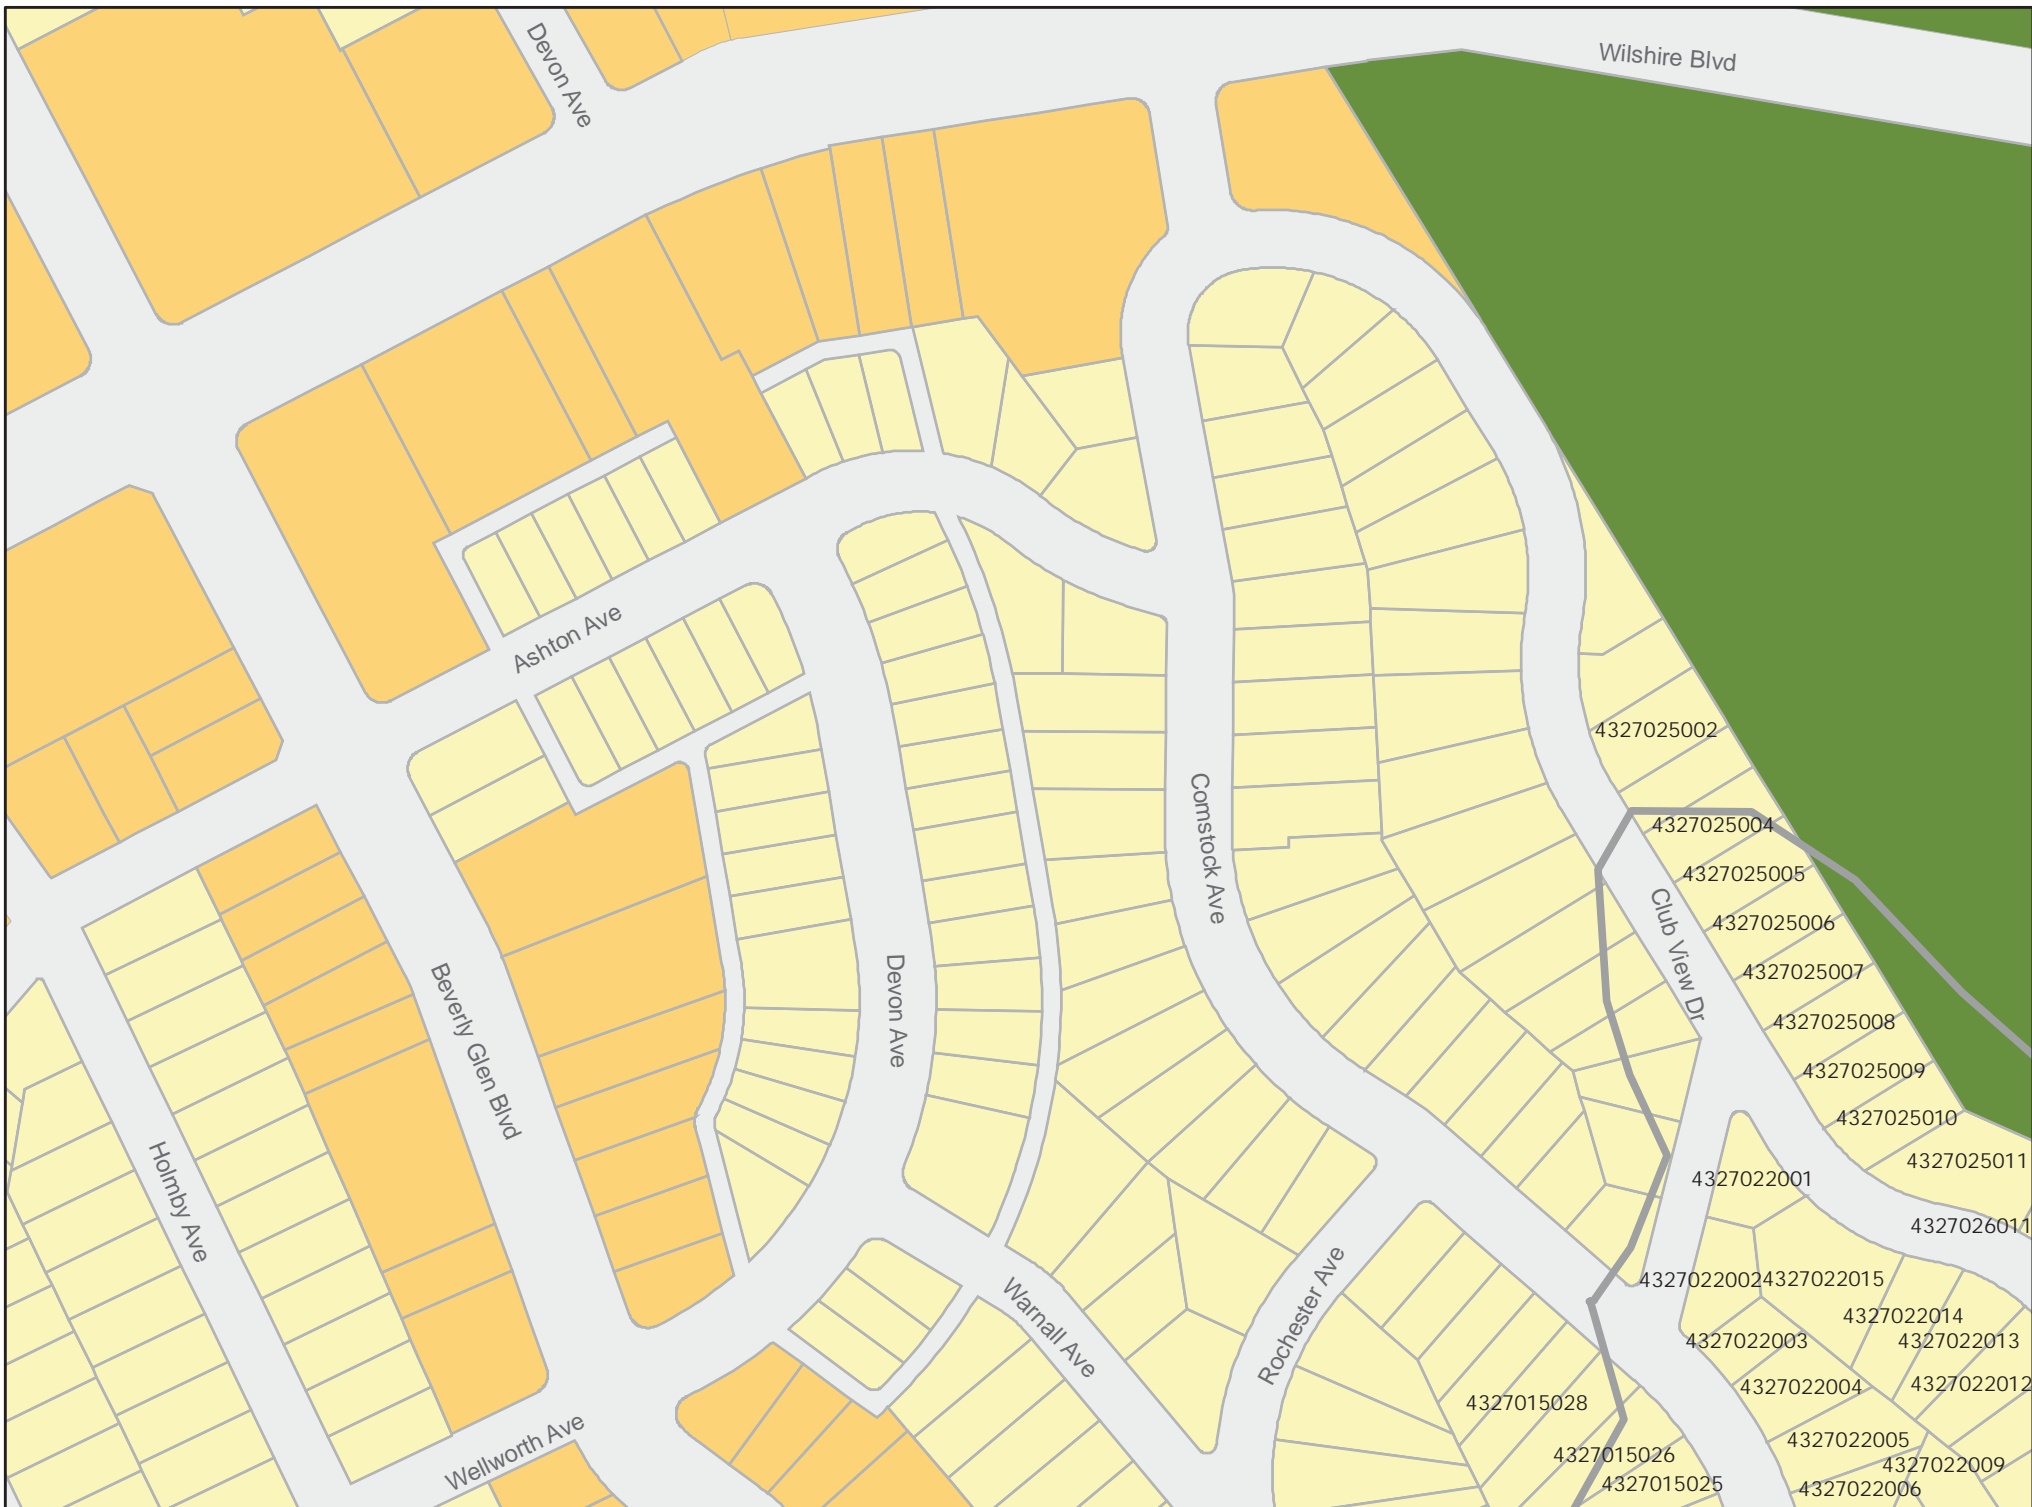 Devon Ave
Wilshire Blvd
Ashton Ave
4327025002
Comstock Ave
4327025004
4327025005
Club View Dr
4327025006
Devon Ave
Beverly Glen Blvd
4327025007
4327025008
4327025009
4327025010
Holmby Ave
4327025011
4327022001
4327026011
4327022002
4327022015
Warnall Ave
Rochester Ave
4327022014
4327022003
4327022013
4327022004
4327022012
4327015028
4327022005
Wellworth Ave
4327015026
4327022009
4327015025
4327022006